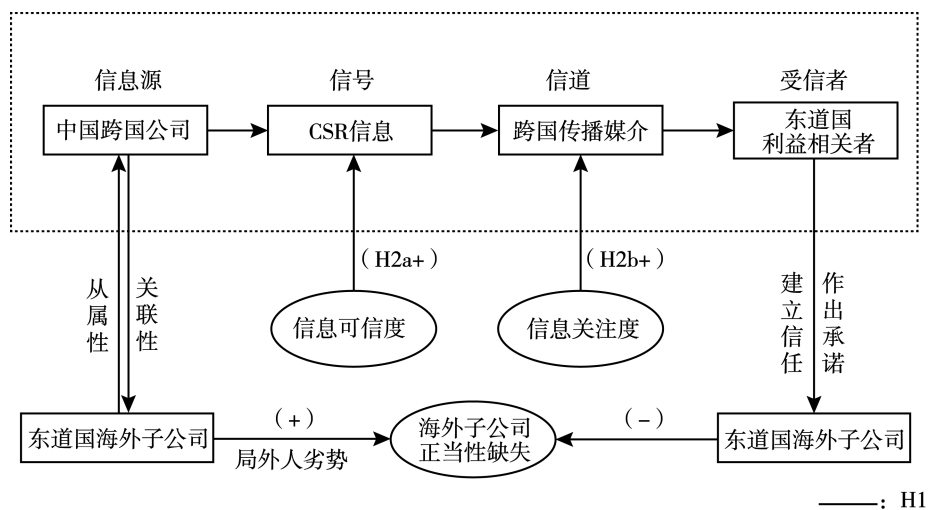 信息源
信号
信道
受信者
中国跨国公司
CSR信息
跨国传播媒介
东道国
利益相关者
(H2a+)
(H2b+)
从属性
关联性
信息可信度
信息关注度
建立信任
作出承诺
东道国海外子公司
(+)
局外人劣势
海外子公司
正当性缺失
(-)
东道国海外子公司
: H1